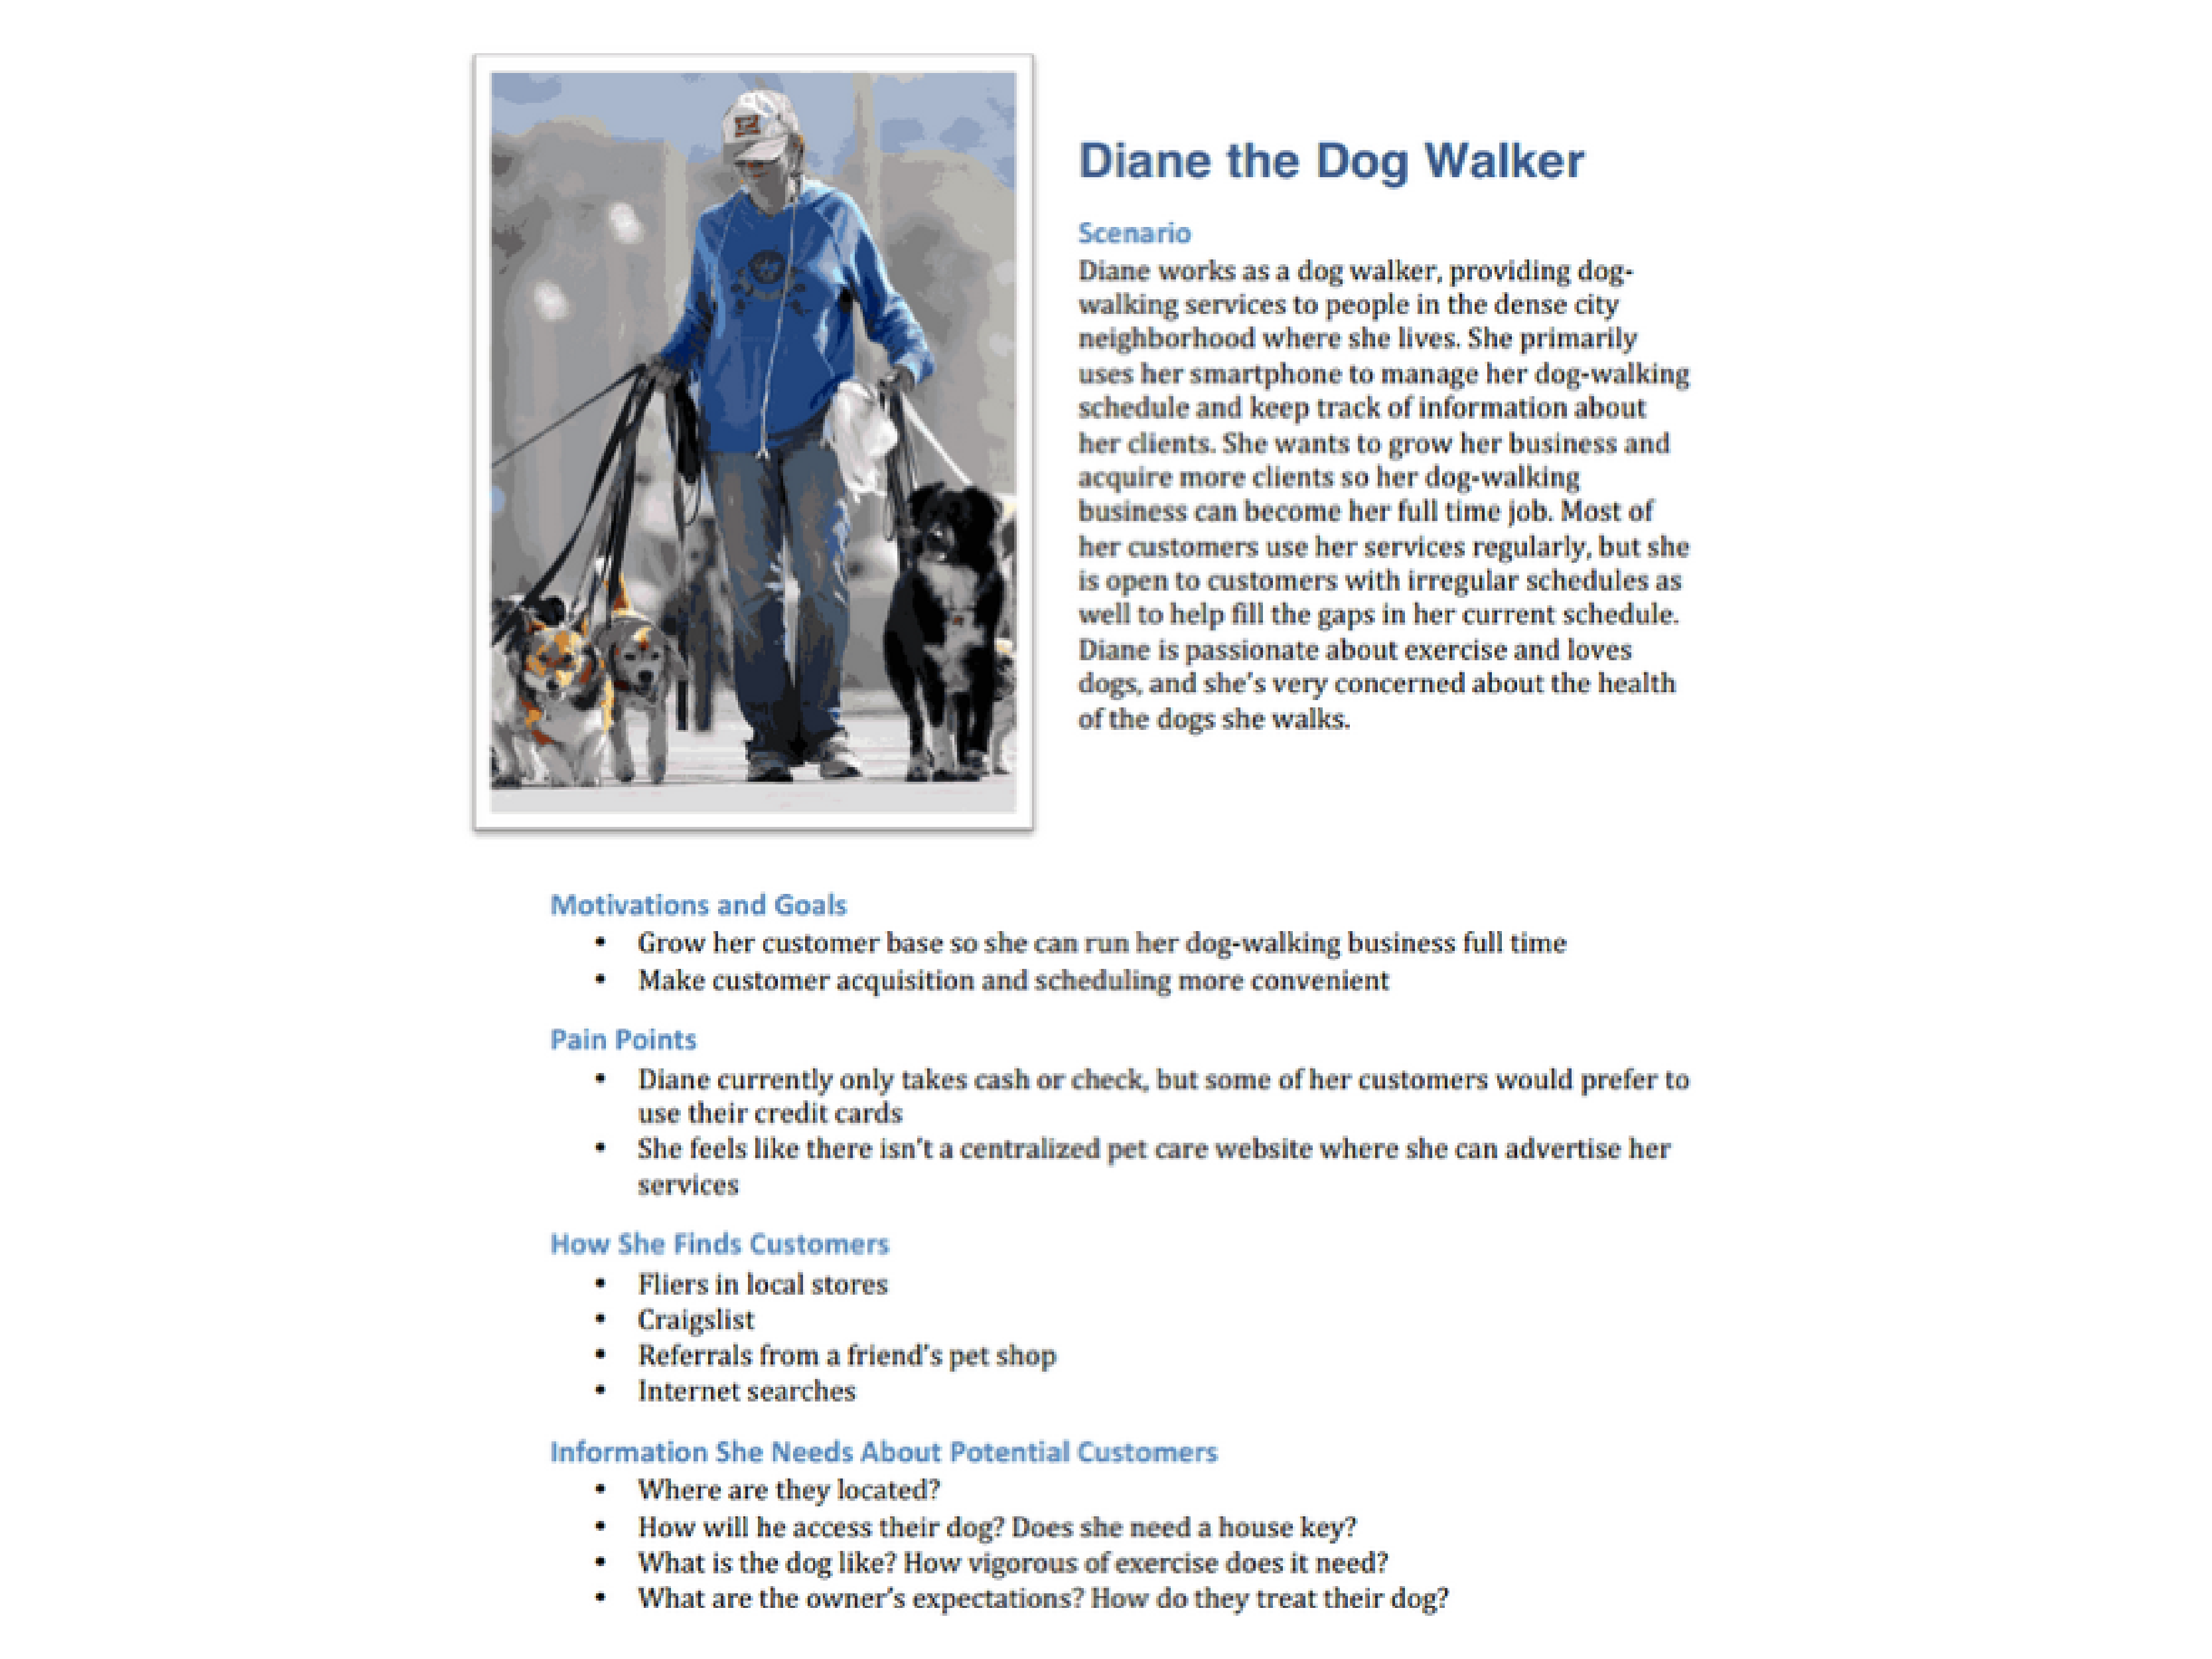 Diane the Dog Walker
Scenario
Diane works as a dog walker, providing dog-
walking services to people in the dense city
neighborhood where she lives. She primarily
uses her smartphone to manage her dog-walking
schedule and keep track of information about
her clients. She wants to grow her business and
acquire more clients so her dog-walking
business can become her full time job. Most of
her customers use her services regularly, but she
is open to customers with irregular schedules as
well to help fill the gaps in her current schedule.
Diane is passionate about exercise and loves
dogs, and she's very concerned about the health
of the dogs she walks.
Motivations and Goals
• Grow her customer base so she can run her dog-walking business full time
• Make customer acquisition and scheduling more convenient
Pain Points
• Diane currently only takes cash or check, but some of her customers would prefer to
use their credit cards
• She feels like there isn't a centralized pet care website where she can advertise her
services
How She Finds Customers
• Fliers in local stores
• Craigslist
• Referrals from a friend's pet shop
• Internet searches
Information She Needs About Potential Customers
• Where are they located?
• How will he access their dog? Does she need a house key?
• What is the dog like? How vigorous of exercise does it need?
• What are the owner's expectations? How do they treat their dog?